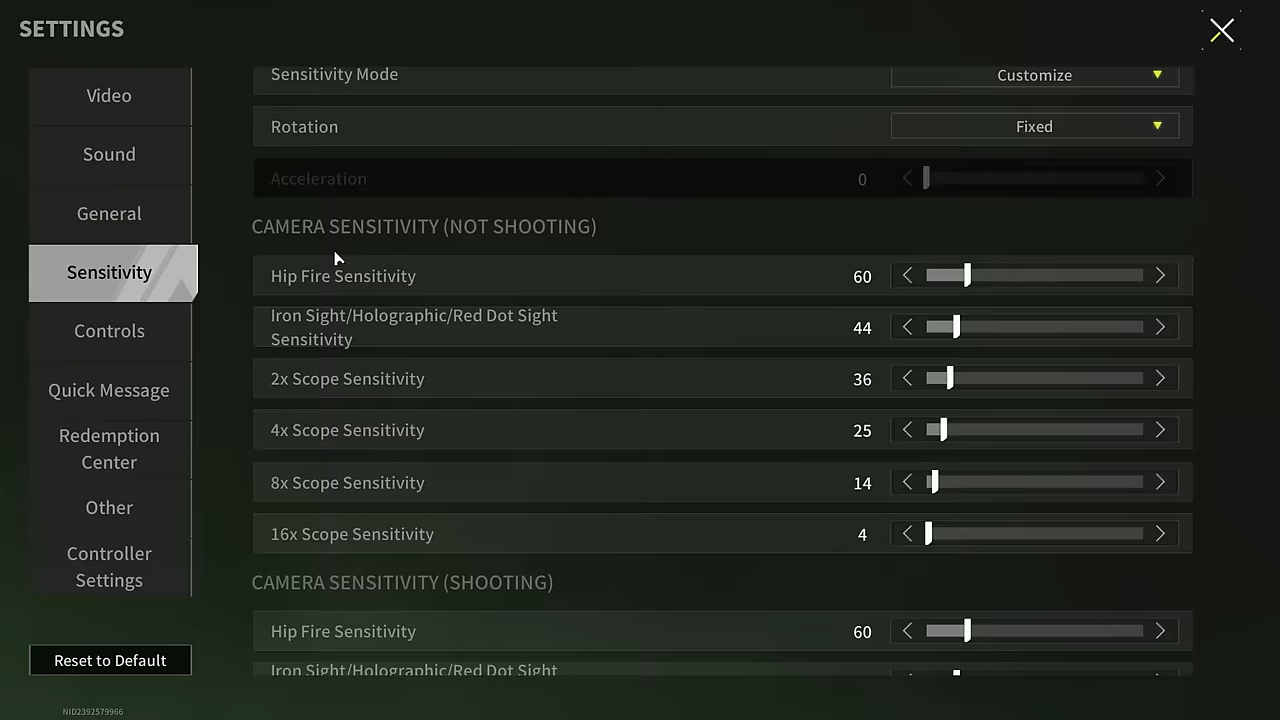 SETTINGS
Video
Sound
General
Sensitivity
Controls
Quick Message
Redemption
Center
Other
Controller
Settings
Reset to Default
NID2392579966
Sensitivity Mode
Customize
Rotation
Fixed
Acceleration
0
CAMERA SENSITIVITY (NOT SHOOTING)
Hip Fire Sensitivity
60
Iron Sight/Holographic/Red Dot Sight
Sensitivity
44
2x Scope Sensitivity
36
4x Scope Sensitivity
25
8x Scope Sensitivity
14
16x Scope Sensitivity
4
CAMERA SENSITIVITY (SHOOTING)
Hip Fire Sensitivity
60
Iron Sight/Holographic/Red Dot Sight